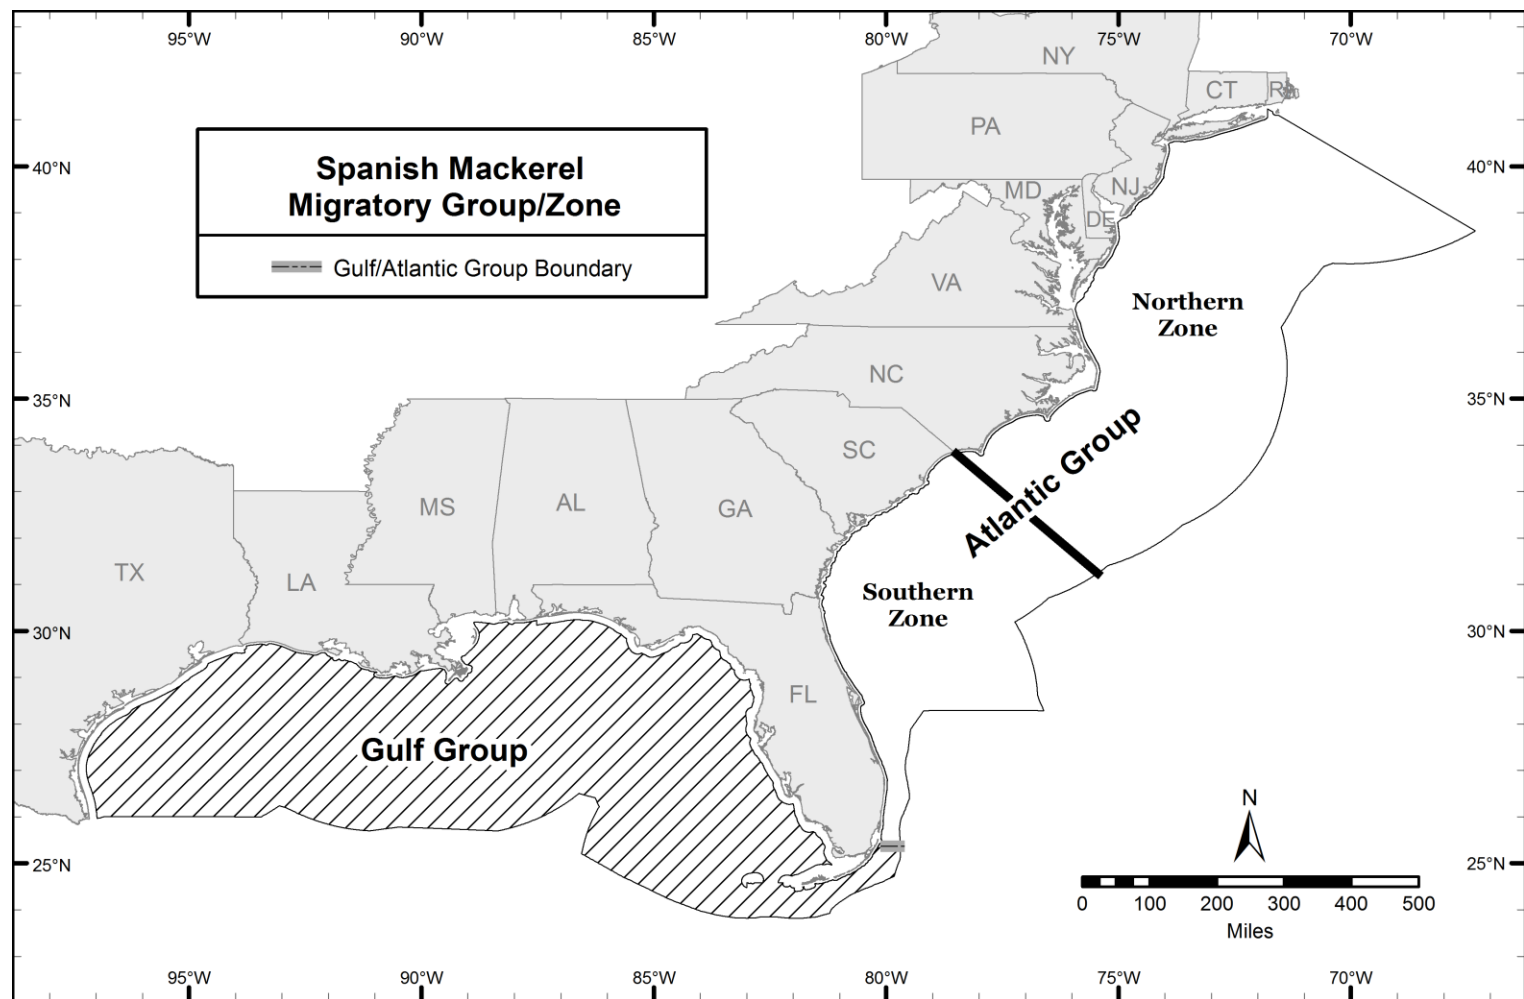 95°W
90°W
85°W
80°W
75°W
70°W
NY
CT
RI
PA
40°N
40°N
Spanish Mackerel
Migratory Group/Zone
Gulf/Atlantic Group Boundary
MD
NJ
DE
VA
Northern
Zone
NC
35°N
35°N
SC
Atlantic Group
MS
AL
GA
TX
LA
Southern
Zone
30°N
30°N
FL
Gulf Group
N
25°N
25°N
0
100
200
300
400
500
Miles
95°W
90°W
85°W
80°W
75°W
70°W